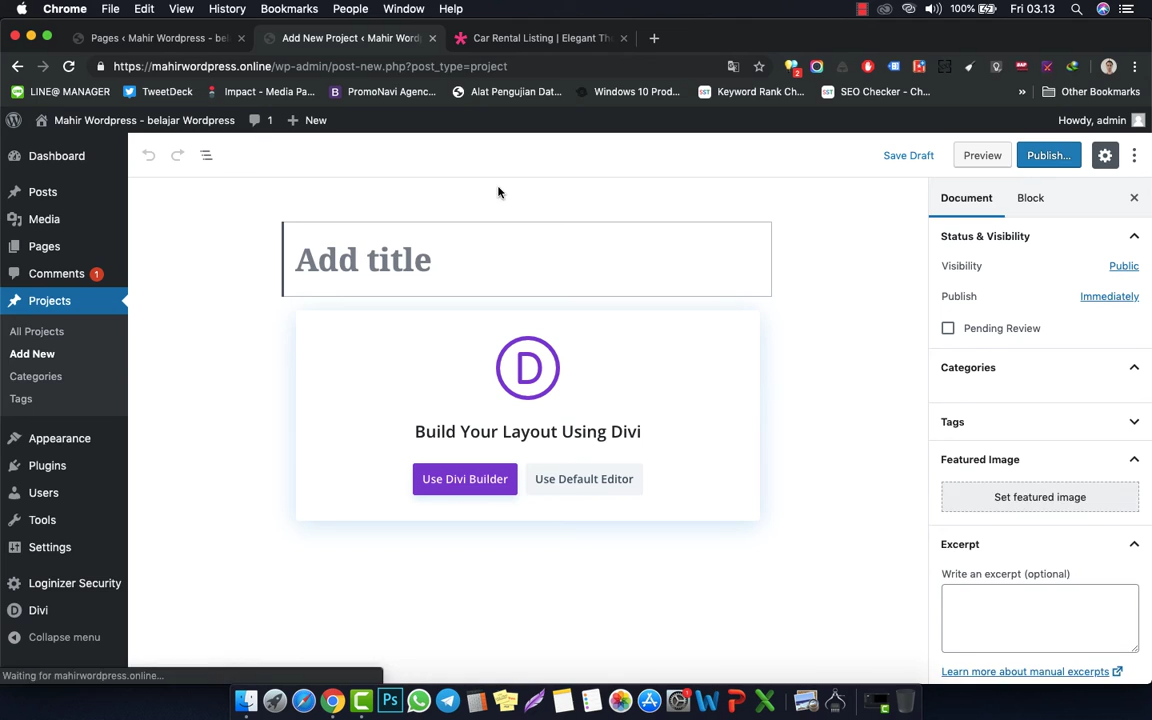 Chrome File Edit View History Bookmarks People Window Help 100% Fri 03.13
Pages ‹ Mahir Wordpress - bel
Add New Project ‹ Mahir Word
Car Rental Listing | Elegant The
https://mahirwordpress.online/wp-admin/post-new.php?post_type=project
LINE@ MANAGER TweetDeck Impact - Media Pa... PromoNavi Agenc... Alat Pengujian Dat... Windows 10 Prod... Keyword Rank Ch... SEO Checker - Ch... » Other Bookmarks
Mahir Wordpress - belajar Wordpress 1 New Howdy, admin
Dashboard
Posts
Media
Pages
Comments 1
Projects
All Projects
Add New
Categories
Tags
Appearance
Plugins
Users
Tools
Settings
Loginizer Security
Divi
Collapse menu
Save Draft Preview Publish...
Add title
D
Build Your Layout Using Divi
Use Divi Builder Use Default Editor
Document Block
Status & Visibility
Visibility Public
Publish Immediately
Pending Review
Categories
Tags
Featured Image
Set featured image
Excerpt
Write an excerpt (optional)
Learn more about manual excerpts
Waiting for mahirwordpress.online...